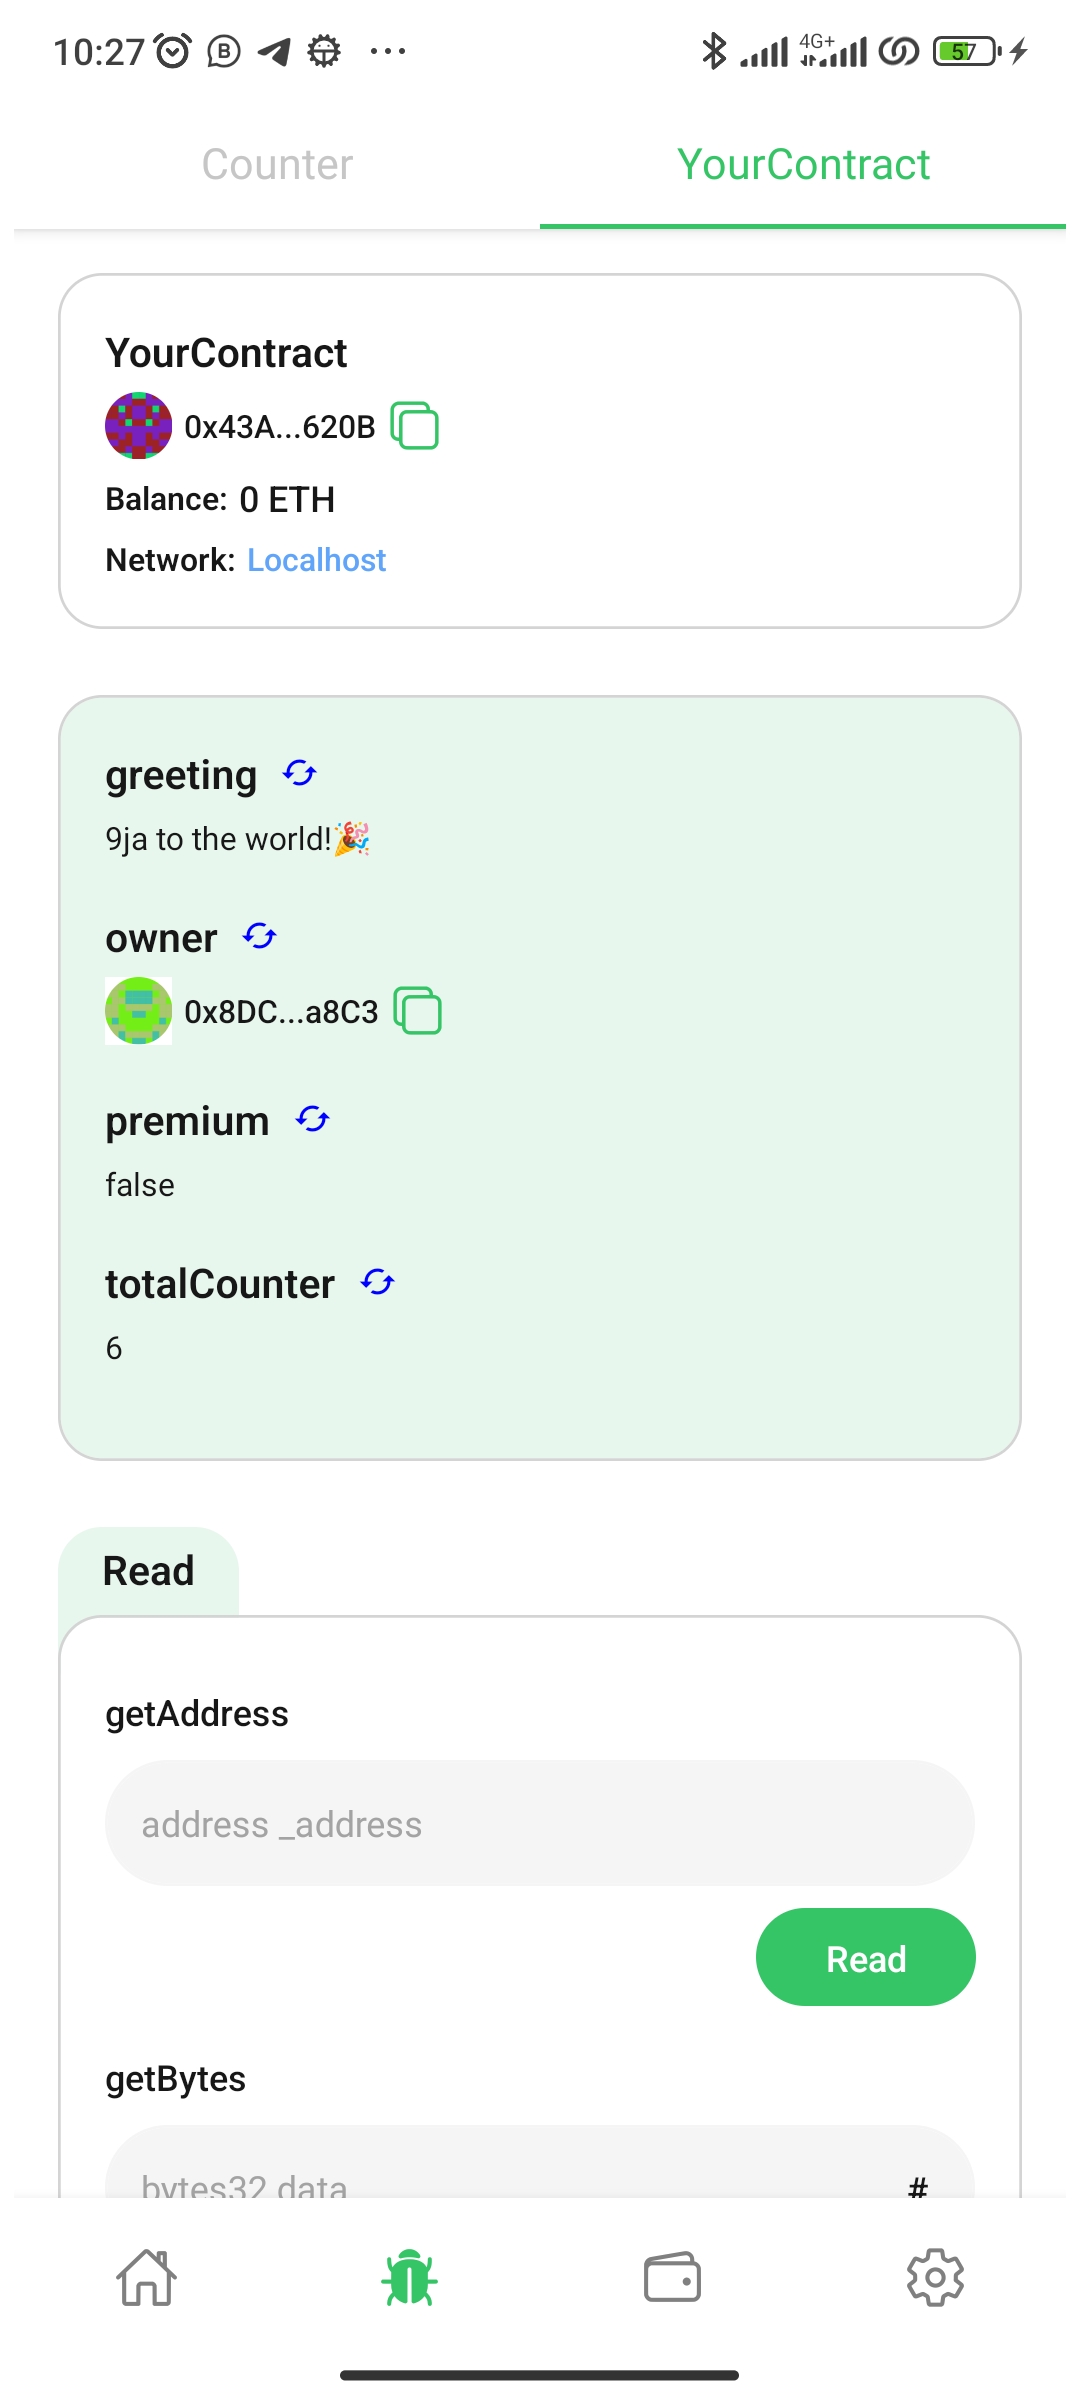 10:27
4G+
57
Counter
YourContract
YourContract
0x43A...620B
Balance: 0 ETH
Network: Localhost
greeting
9ja to the world!🎉
owner
0x8DC...a8C3
premium
false
totalCounter
6
Read
getAddress
address _address
Read
getBytes
bytes32 data
#